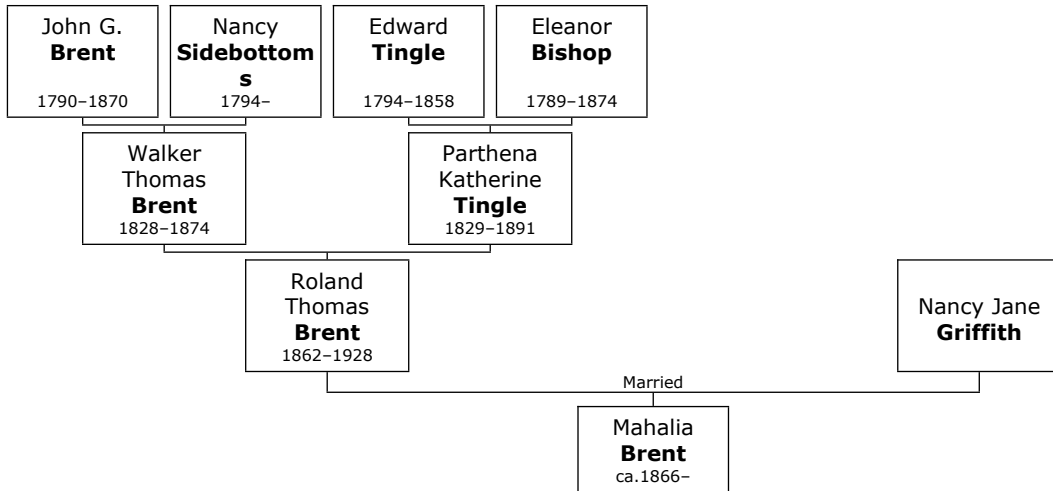 John G.
Brent
1790–1870
Nancy
Sidebottom
s
1794–
Edward
Tingle
1794–1858
Eleanor
Bishop
1789–1874
Walker
Thomas
Brent
1828–1874
Parthena
Katherine
Tingle
1829–1891
Roland
Thomas
Brent
1862–1928
Nancy Jane
Griffith
Married
Mahalia
Brent
ca.1866–